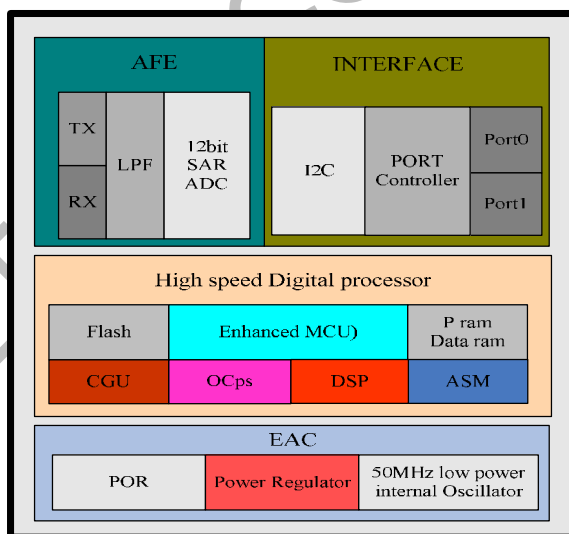 AFE
INTERFACE
TX
RX
LPF
12bit
SAR
ADC
I2C
PORT
Controller
Port0
Port1
High speed Digital processor
Flash
Enhanced MCU)
P ram
Data ram
CGU
OCps
DSP
ASM
EAC
POR
Power Regulator
50MHz low power
internal Oscillator